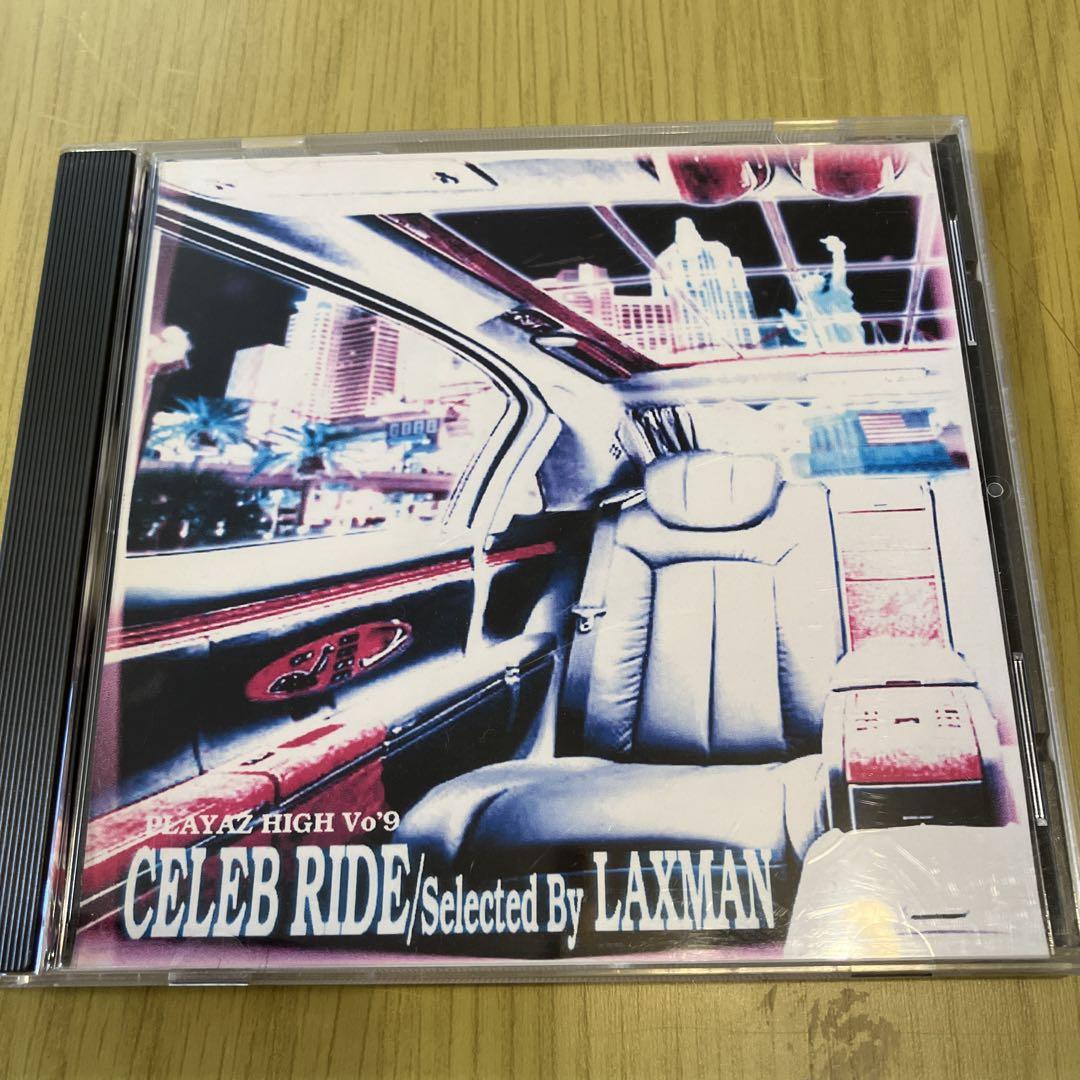 PLAYAZ HIGH Vo'9
CELEB RIDE/Selected By LAXMAN